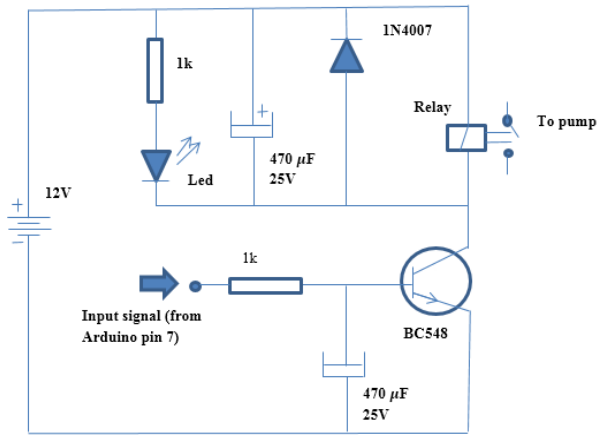 1N4007
1k
Relay
To pump
+
470 μF
25V
Led
12V
+
−
1k
Input signal (from
Arduino pin 7)
BC548
470 μF
25V